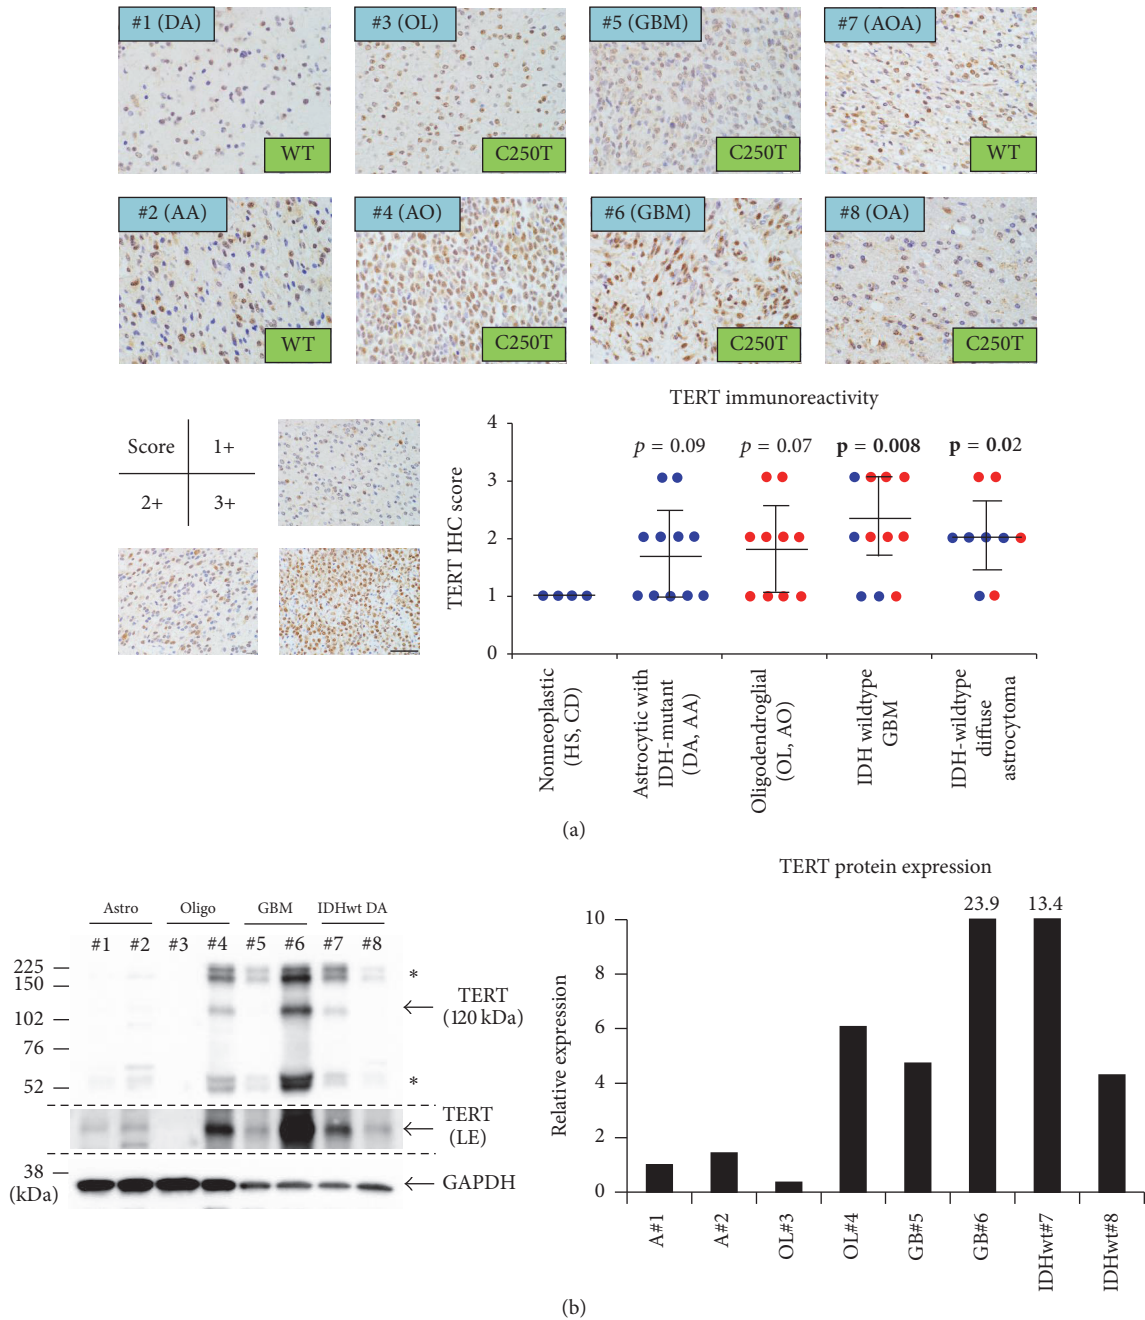 #1 (DA)
WT
#3 (OL)
C250T
#5 (GBM)
C250T
#7 (AOA)
WT
#2 (AA)
WT
#4 (AO)
C250T
#6 (GBM)
C250T
#8 (OA)
C250T
Score
1+
2+
3+
TERT immunoreactivity
TERT IHC score
4
3
2
1
0
p = 0.09
p = 0.07
p = 0.008
p = 0.02
Nonneoplastic
(HS, CD)
Astrocytic with
IDH-mutant
(DA, AA)
Oligodendroglial
(OL, AO)
IDH wildtype
GBM
IDH-wildtype
diffuse
astrocytoma
(a)
Astro
Oligo
GBM
IDHwt DA
#1 #2 #3 #4 #5 #6 #7 #8
225
150
102
76
52
38
(kDa)
*
TERT
(120 kDa)
*
TERT
(LE)
GAPDH
TERT protein expression
Relative expression
10
8
6
4
2
0
23.9
13.4
A#1
A#2
OL#3
OL#4
GB#5
GB#6
IDHwt#7
IDHwt#8
(b)